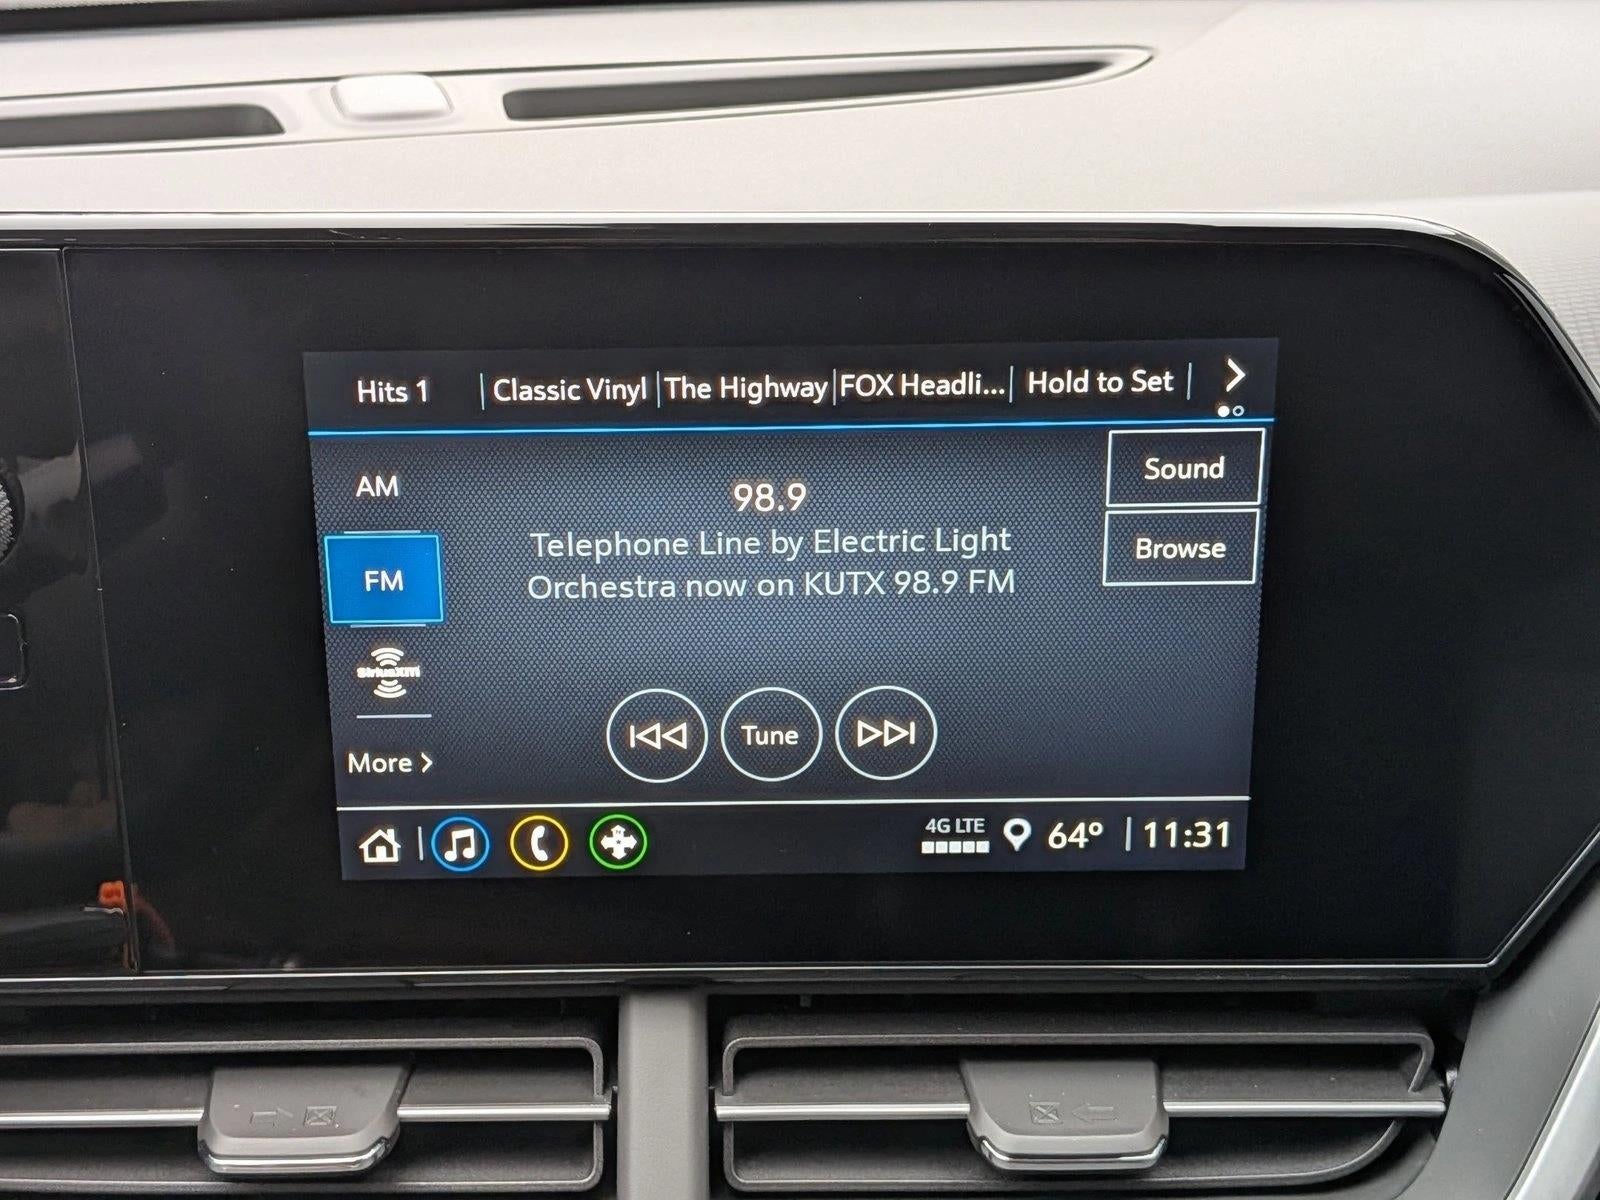 Hits 1 | Classic Vinyl | The Highway | FOX Headli... | Hold to Set |
AM
98.9
Sound
Telephone Line by Electric Light
Orchestra now on KUTX 98.9 FM
Browse
FM
SiriusXM
Tune
More
4G LTE
64° | 11:31